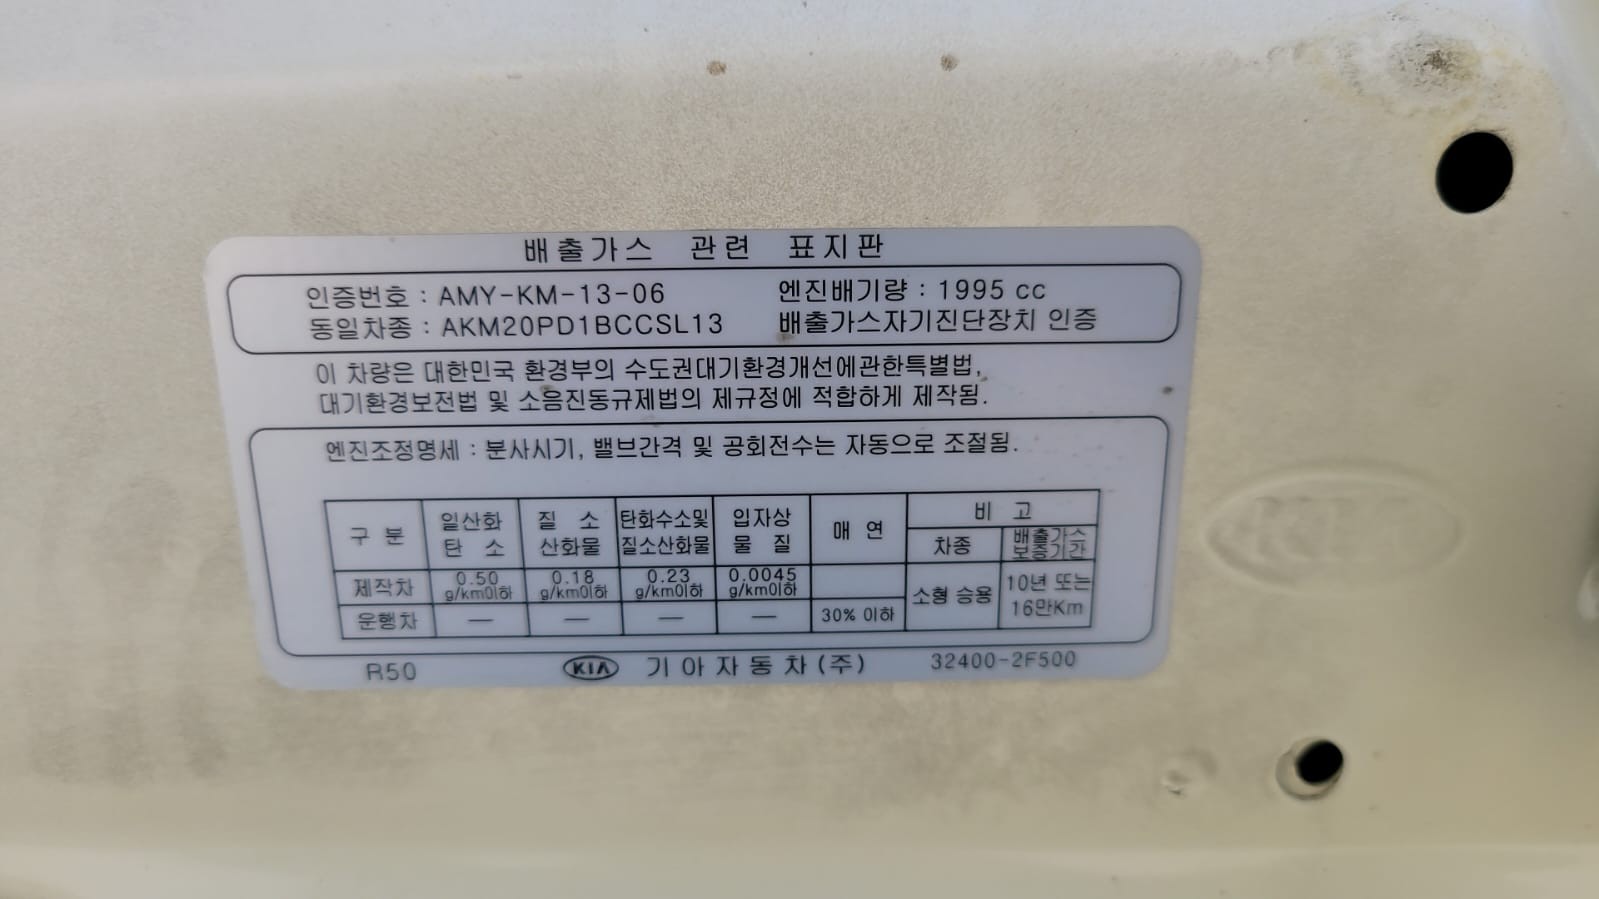 배출가스 관련 표지판
인증번호 : AMY-KM-13-06 엔진배기량 : 1995 cc
동일차종 : AKM20PD1BCCSL13 배출가스자기진단장치 인증
이 차량은 대한민국 환경부의 수도권대기환경개선에관한특별법,
대기환경보전법 및 소음진동규제법의 제규정에 적합하게 제작됨.
엔진조정명세 : 분사시기, 밸브간격 및 공회전수는 자동으로 조절됨.
구 분 일산화 탄 소 질 소 산화물 탄화수소및 질소산화물 입자상 물 질 매 연 비 고
차종 배출가스 보증기간
제작차 0.50 g/km이하 0.18 g/km이하 0.23 g/km이하 0.0045 g/km이하 소형 승용 10년 또는 16만Km
운행차 — — — — 30% 이하
R50 KIA 기아자동차(주) 32400-2F500
KIA